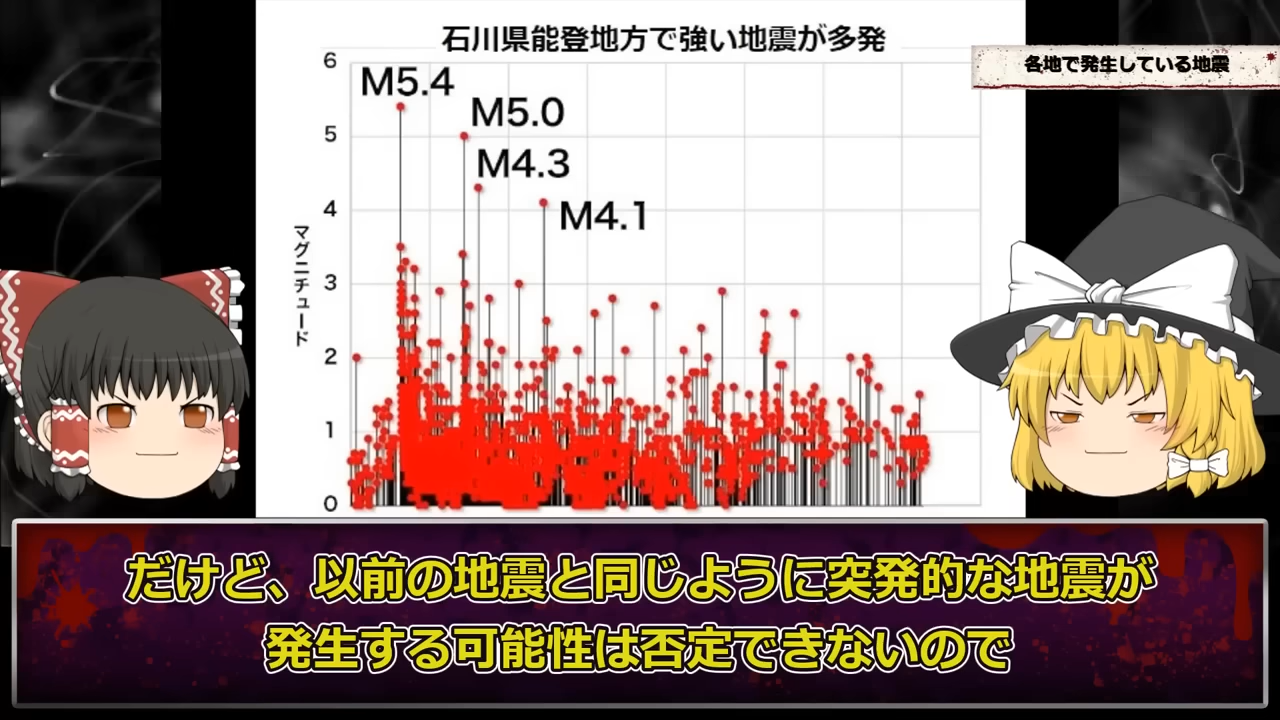 石川県能登地方で強い地震が多発
各地で発生している地震
6
M5.4
M5.0
5
M4.3
4
M4.1
マグニチュード
3
2
1
0
だけど、以前の地震と同じように突発的な地震が
発生する可能性は否定できないので